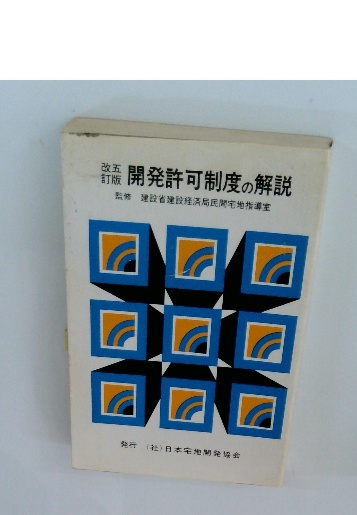 改訂 五版 開発許可制度の解説
監修 建設省建設経済局民間宅地指導室
発行 (社)日本宅地開発協会